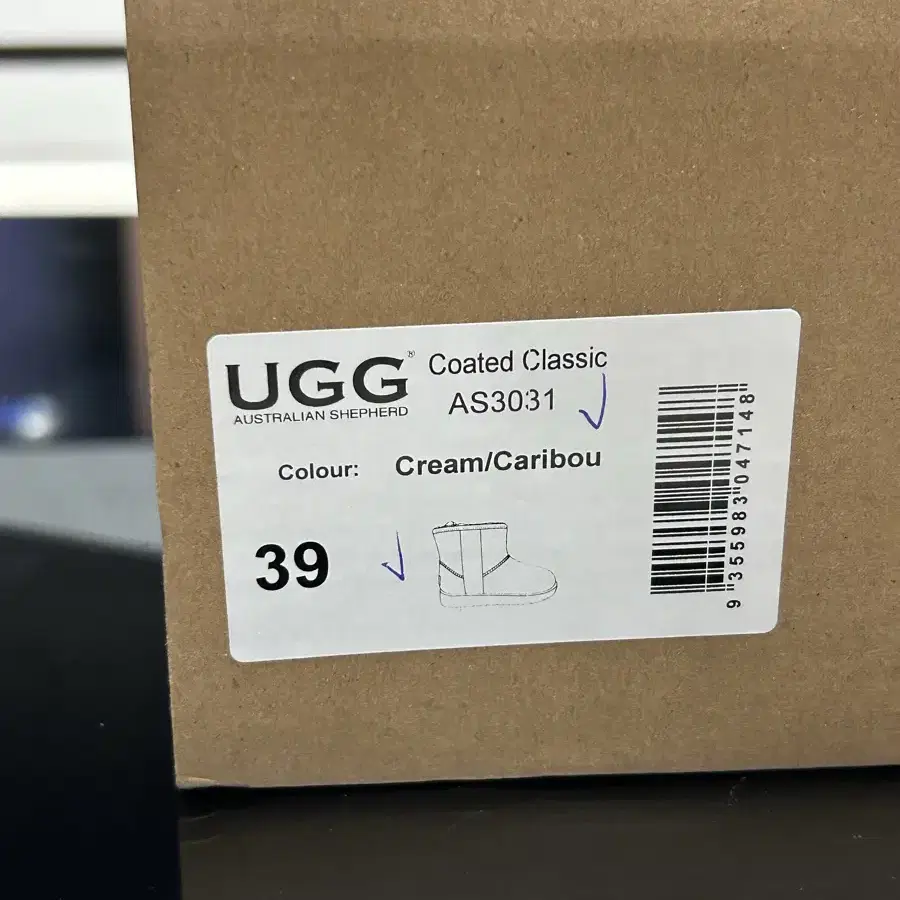 UGG®
AUSTRALIAN SHEPHERD
Coated Classic
AS3031
Colour: Cream/Caribou
39
9 355983 047148